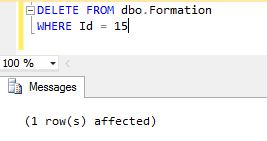 DELETE FROM dbo.Formation
WHERE Id = 15
100 %
Messages
(1 row(s) affected)